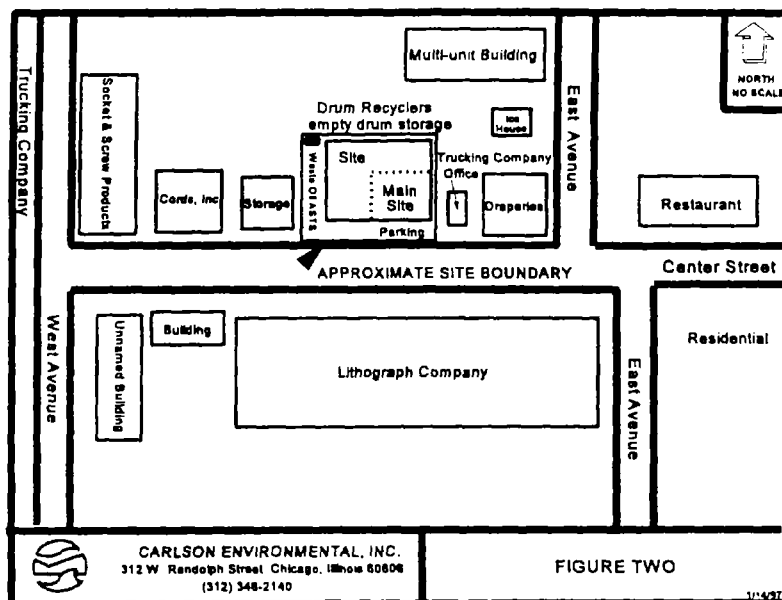 Trucking Company
Socket & Screw Products
Multi-unit Building
East Avenue
NORTH
NO SCALE
Drum Recyclers
empty drum storage
Ice
House
Cords, Inc
Storage
Site
Main
Site
Parking
Trucking Company
Office
Draperies
Restaurant
APPROXIMATE SITE BOUNDARY
Center Street
West Avenue
Unnamed Building
Building
Lithograph Company
East Avenue
Residential
CARLSON ENVIRONMENTAL, INC.
312 W Randolph Street Chicago, Illinois 60606
(312) 346-2140
FIGURE TWO